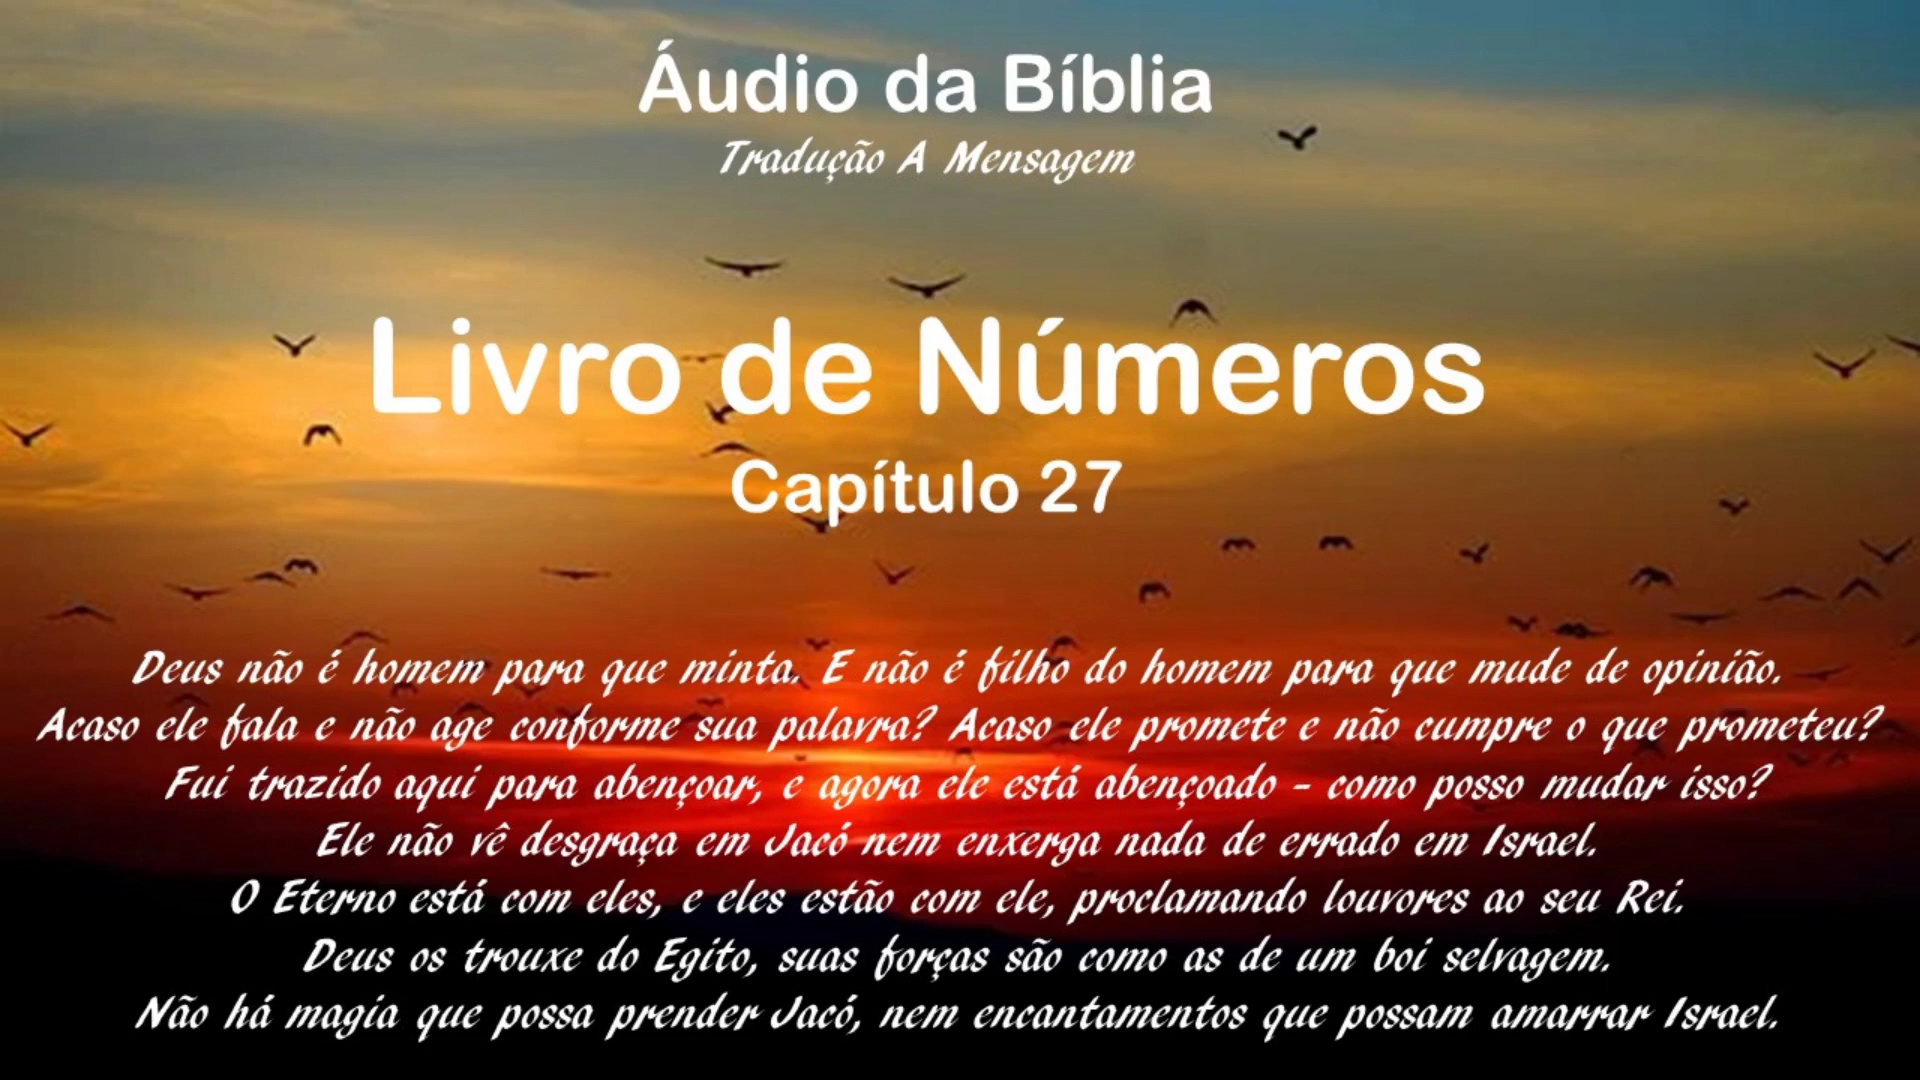 Áudio da Bíblia
Tradução A Mensagem
Livro de Números
Capítulo 27
Deus não é homem para que minta. E não é filho do homem para que mude de opinião.
Acaso ele fala e não age conforme sua palavra? Acaso ele promete e não cumpre o que prometeu?
Fui trazido aqui para abençoar, e agora ele está abençoado - como posso mudar isso?
Ele não vê desgraça em Jacó nem enxerga nada de errado em Israel.
O Eterno está com eles, e eles estão com ele, proclamando louvores ao seu Rei.
Deus os trouxe do Egito, suas forças são como as de um boi selvagem.
Não há magia que possa prender Jacó, nem encantamentos que possam amarrar Israel.